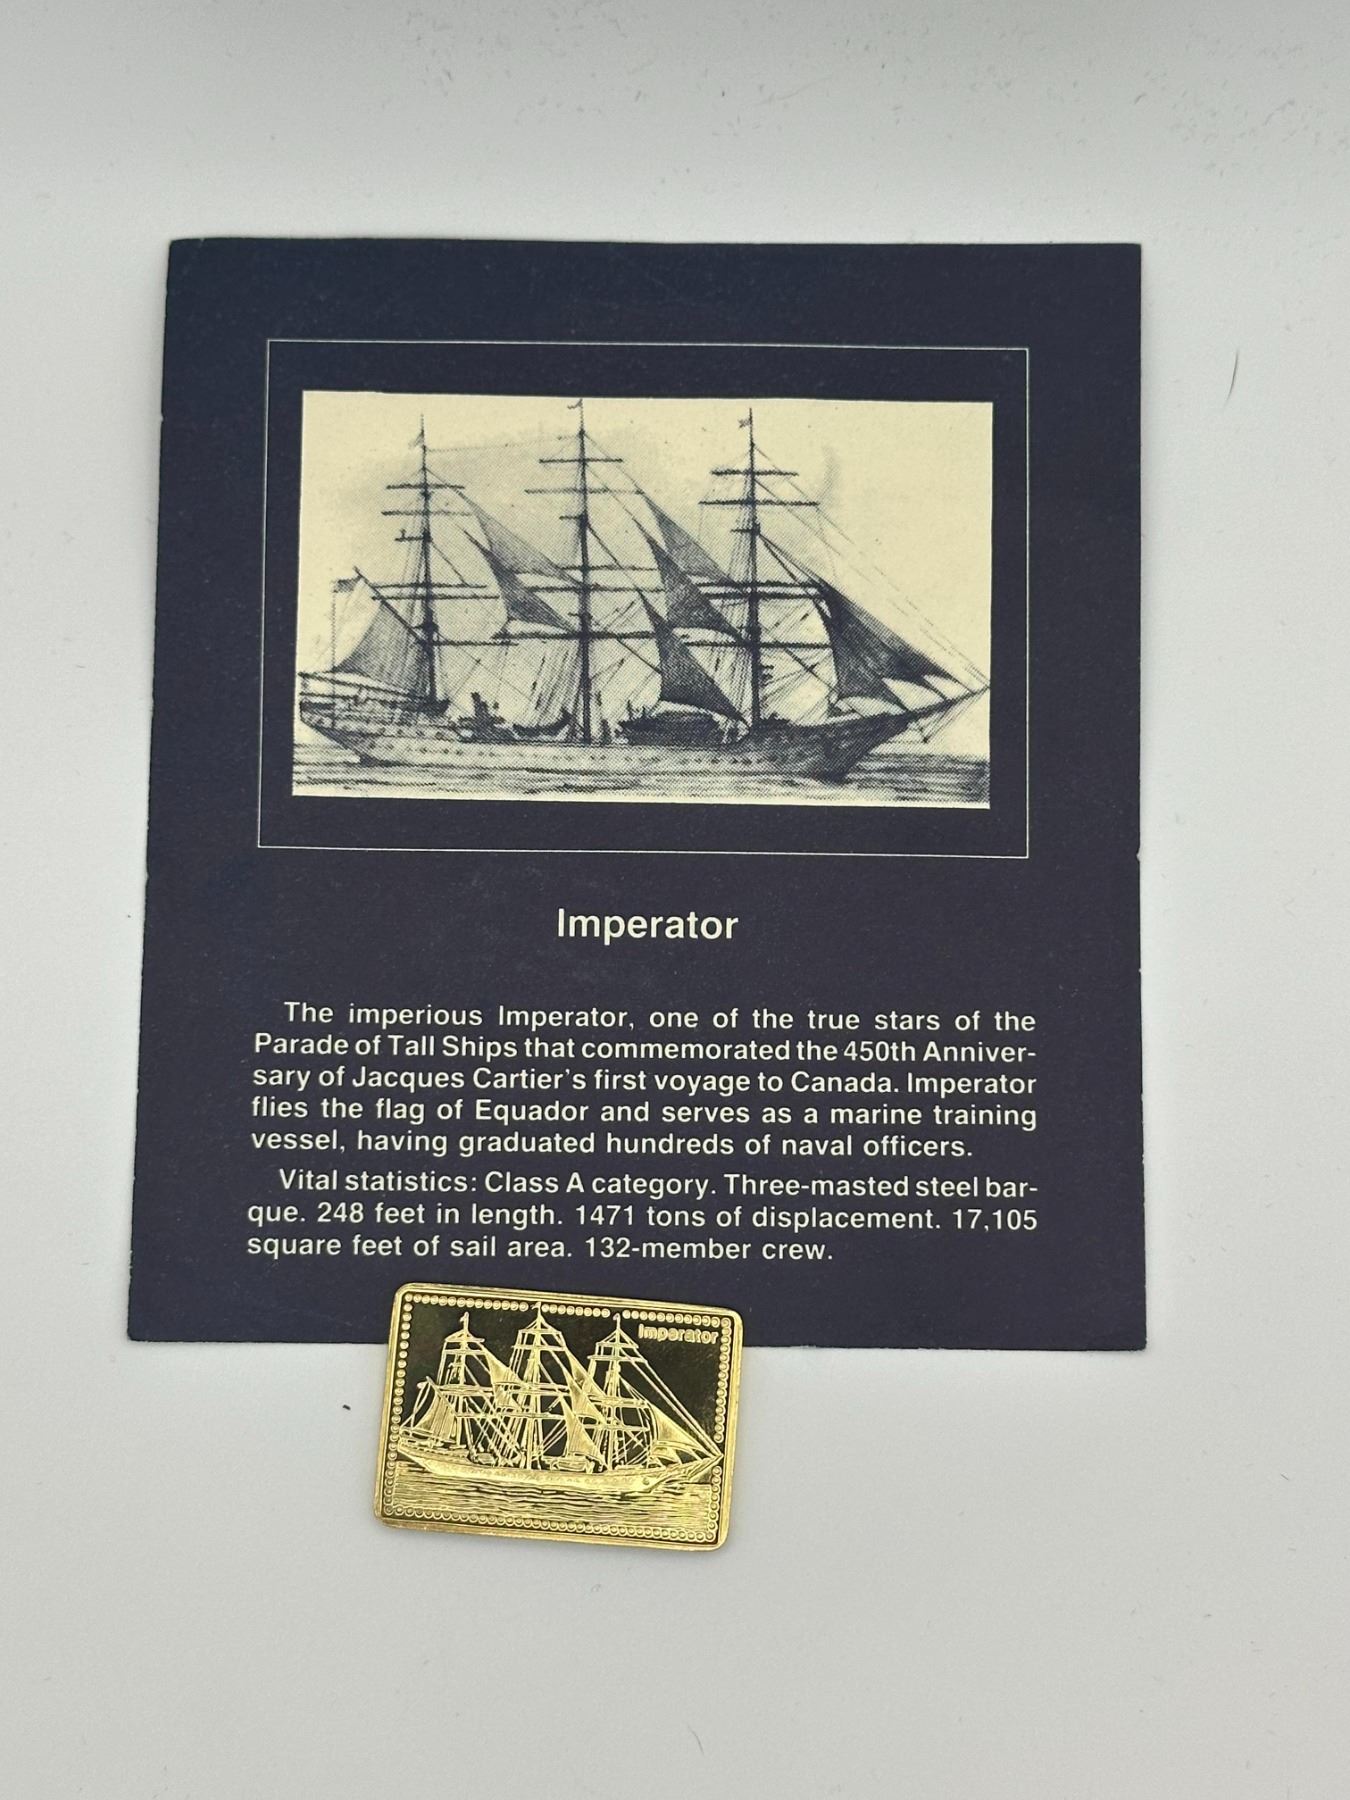 Imperator
The imperious Imperator, one of the true stars of the
Parade of Tall Ships that commemorated the 450th Anniver-
sary of Jacques Cartier's first voyage to Canada. Imperator
flies the flag of Equador and serves as a marine training
vessel, having graduated hundreds of naval officers.
Vital statistics: Class A category. Three-masted steel bar-
que. 248 feet in length. 1471 tons of displacement. 17,105
square feet of sail area. 132-member crew.
Imperator